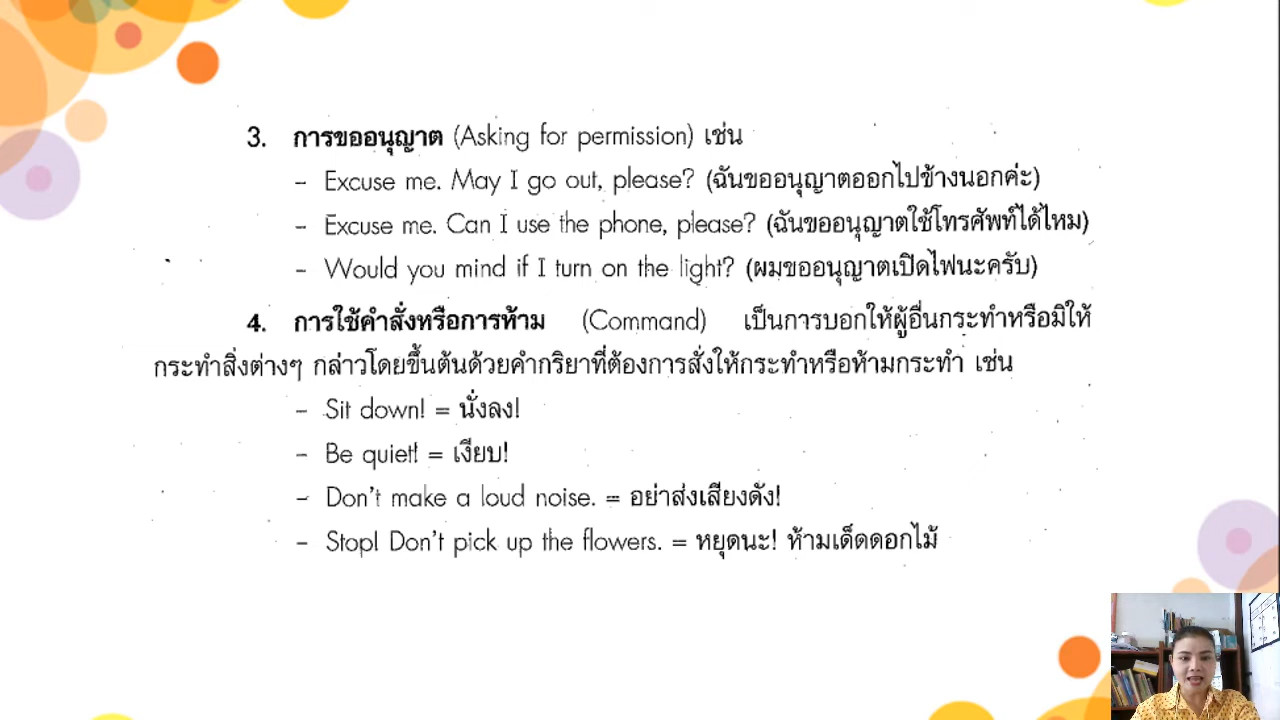 3. การขออนุญาต (Asking for permission) เช่น
- Excuse me. May I go out, please? (ฉันขออนุญาตออกไปข้างนอกค่ะ)
- Excuse me. Can I use the phone, please? (ฉันขออนุญาตใช้โทรศัพท์ได้ไหม)
- Would you mind if I turn on the light? (ผมขออนุญาตเปิดไฟนะครับ)
4. การใช้คำสั่งหรือการห้าม (Command) เป็นการบอกให้ผู้อื่นกระทำหรือมิให้
กระทำสิ่งต่างๆ กล่าวโดยขึ้นต้นด้วยคำกริยาที่ต้องการสั่งให้กระทำหรือห้ามกระทำ เช่น
- Sit down! = นั่งลง!
- Be quiet! = เงียบ!
- Don't make a loud noise. = อย่าส่งเสียงดัง!
- Stop! Don't pick up the flowers. = หยุดนะ! ห้ามเด็ดดอกไม้